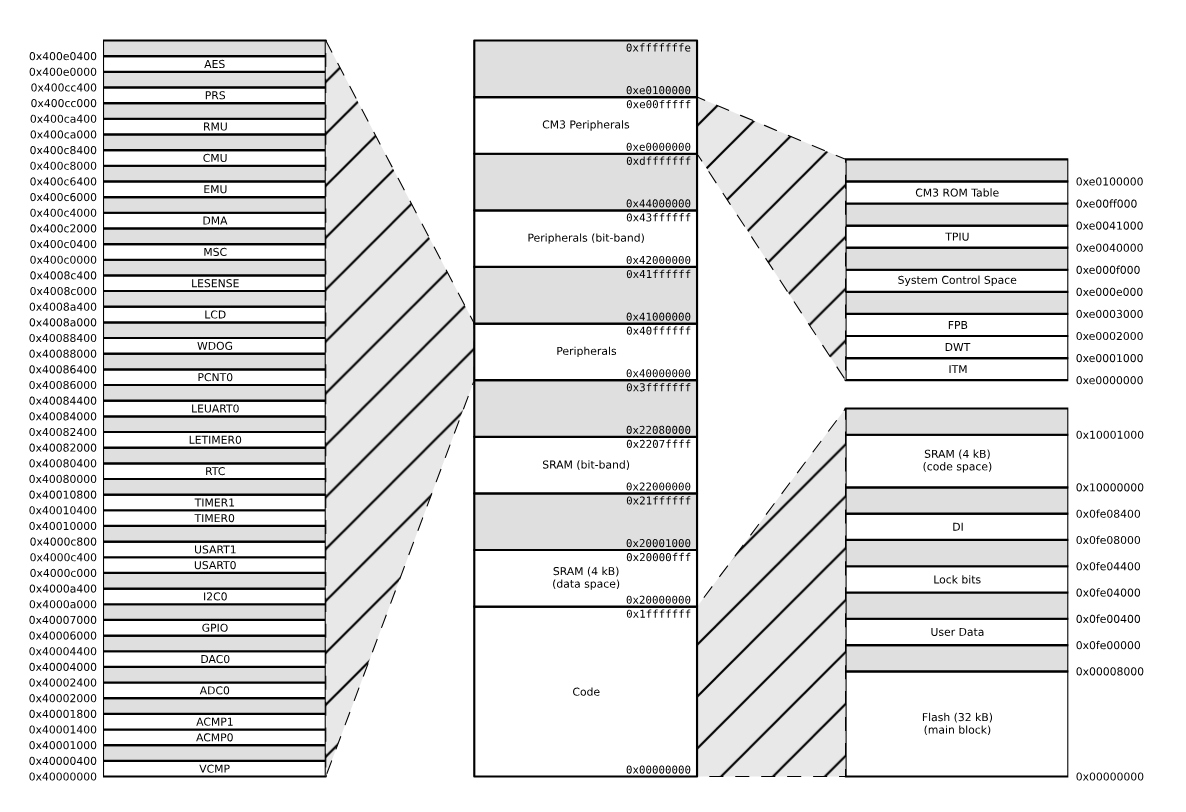 0x400e0400
AES
0x400e0000
0x400cc400
PRS
0x400cc000
0x400ca400
RMU
0x400ca000
0x400c8400
CMU
0x400c8000
0x400c6400
EMU
0x400c6000
0x400c4000
DMA
0x400c2000
0x400c0400
MSC
0x400c0000
0x4008c400
LESENSE
0x4008c000
0x4008a400
LCD
0x4008a000
0x40088400
WDOG
0x40088000
0x40086400
PCNT0
0x40086000
0x40084400
LEUART0
0x40084000
0x40082400
LETIMER0
0x40082000
0x40080400
RTC
0x40080000
0x40010800
TIMER1
0x40010400
TIMER0
0x40010000
0x4000c800
USART1
0x4000c400
USART0
0x4000c000
0x4000a400
I2C0
0x4000a000
0x40007000
GPIO
0x40006000
0x40004400
DAC0
0x40004000
0x40002400
ADC0
0x40002000
0x40001800
ACMP1
0x40001400
ACMP0
0x40001000
0x40000400
VCMP
0x40000000
0xfffffffe
0xe0100000
0xe00fffff
CM3 Peripherals
0xe0000000
0xdfffffff
0x44000000
0x43ffffff
Peripherals (bit-band)
0x42000000
0x41ffffff
0x41000000
0x40ffffff
Peripherals
0x40000000
0x3fffffff
0x22080000
0x2207ffff
SRAM (bit-band)
0x22000000
0x21ffffff
0x20001000
0x20000fff
SRAM (4 kB)
(data space)
0x20000000
0x1fffffff
Code
0x00000000
0xe0100000
CM3 ROM Table
0xe00ff000
0xe0041000
TPIU
0xe0040000
0xe000f000
System Control Space
0xe000e000
0xe0003000
FPB
0xe0002000
DWT
0xe0001000
ITM
0xe0000000
0x10001000
SRAM (4 kB)
(code space)
0x10000000
0x0fe08400
DI
0x0fe08000
0x0fe04400
Lock bits
0x0fe04000
0x0fe00400
User Data
0x0fe00000
0x00008000
Flash (32 kB)
(main block)
0x00000000